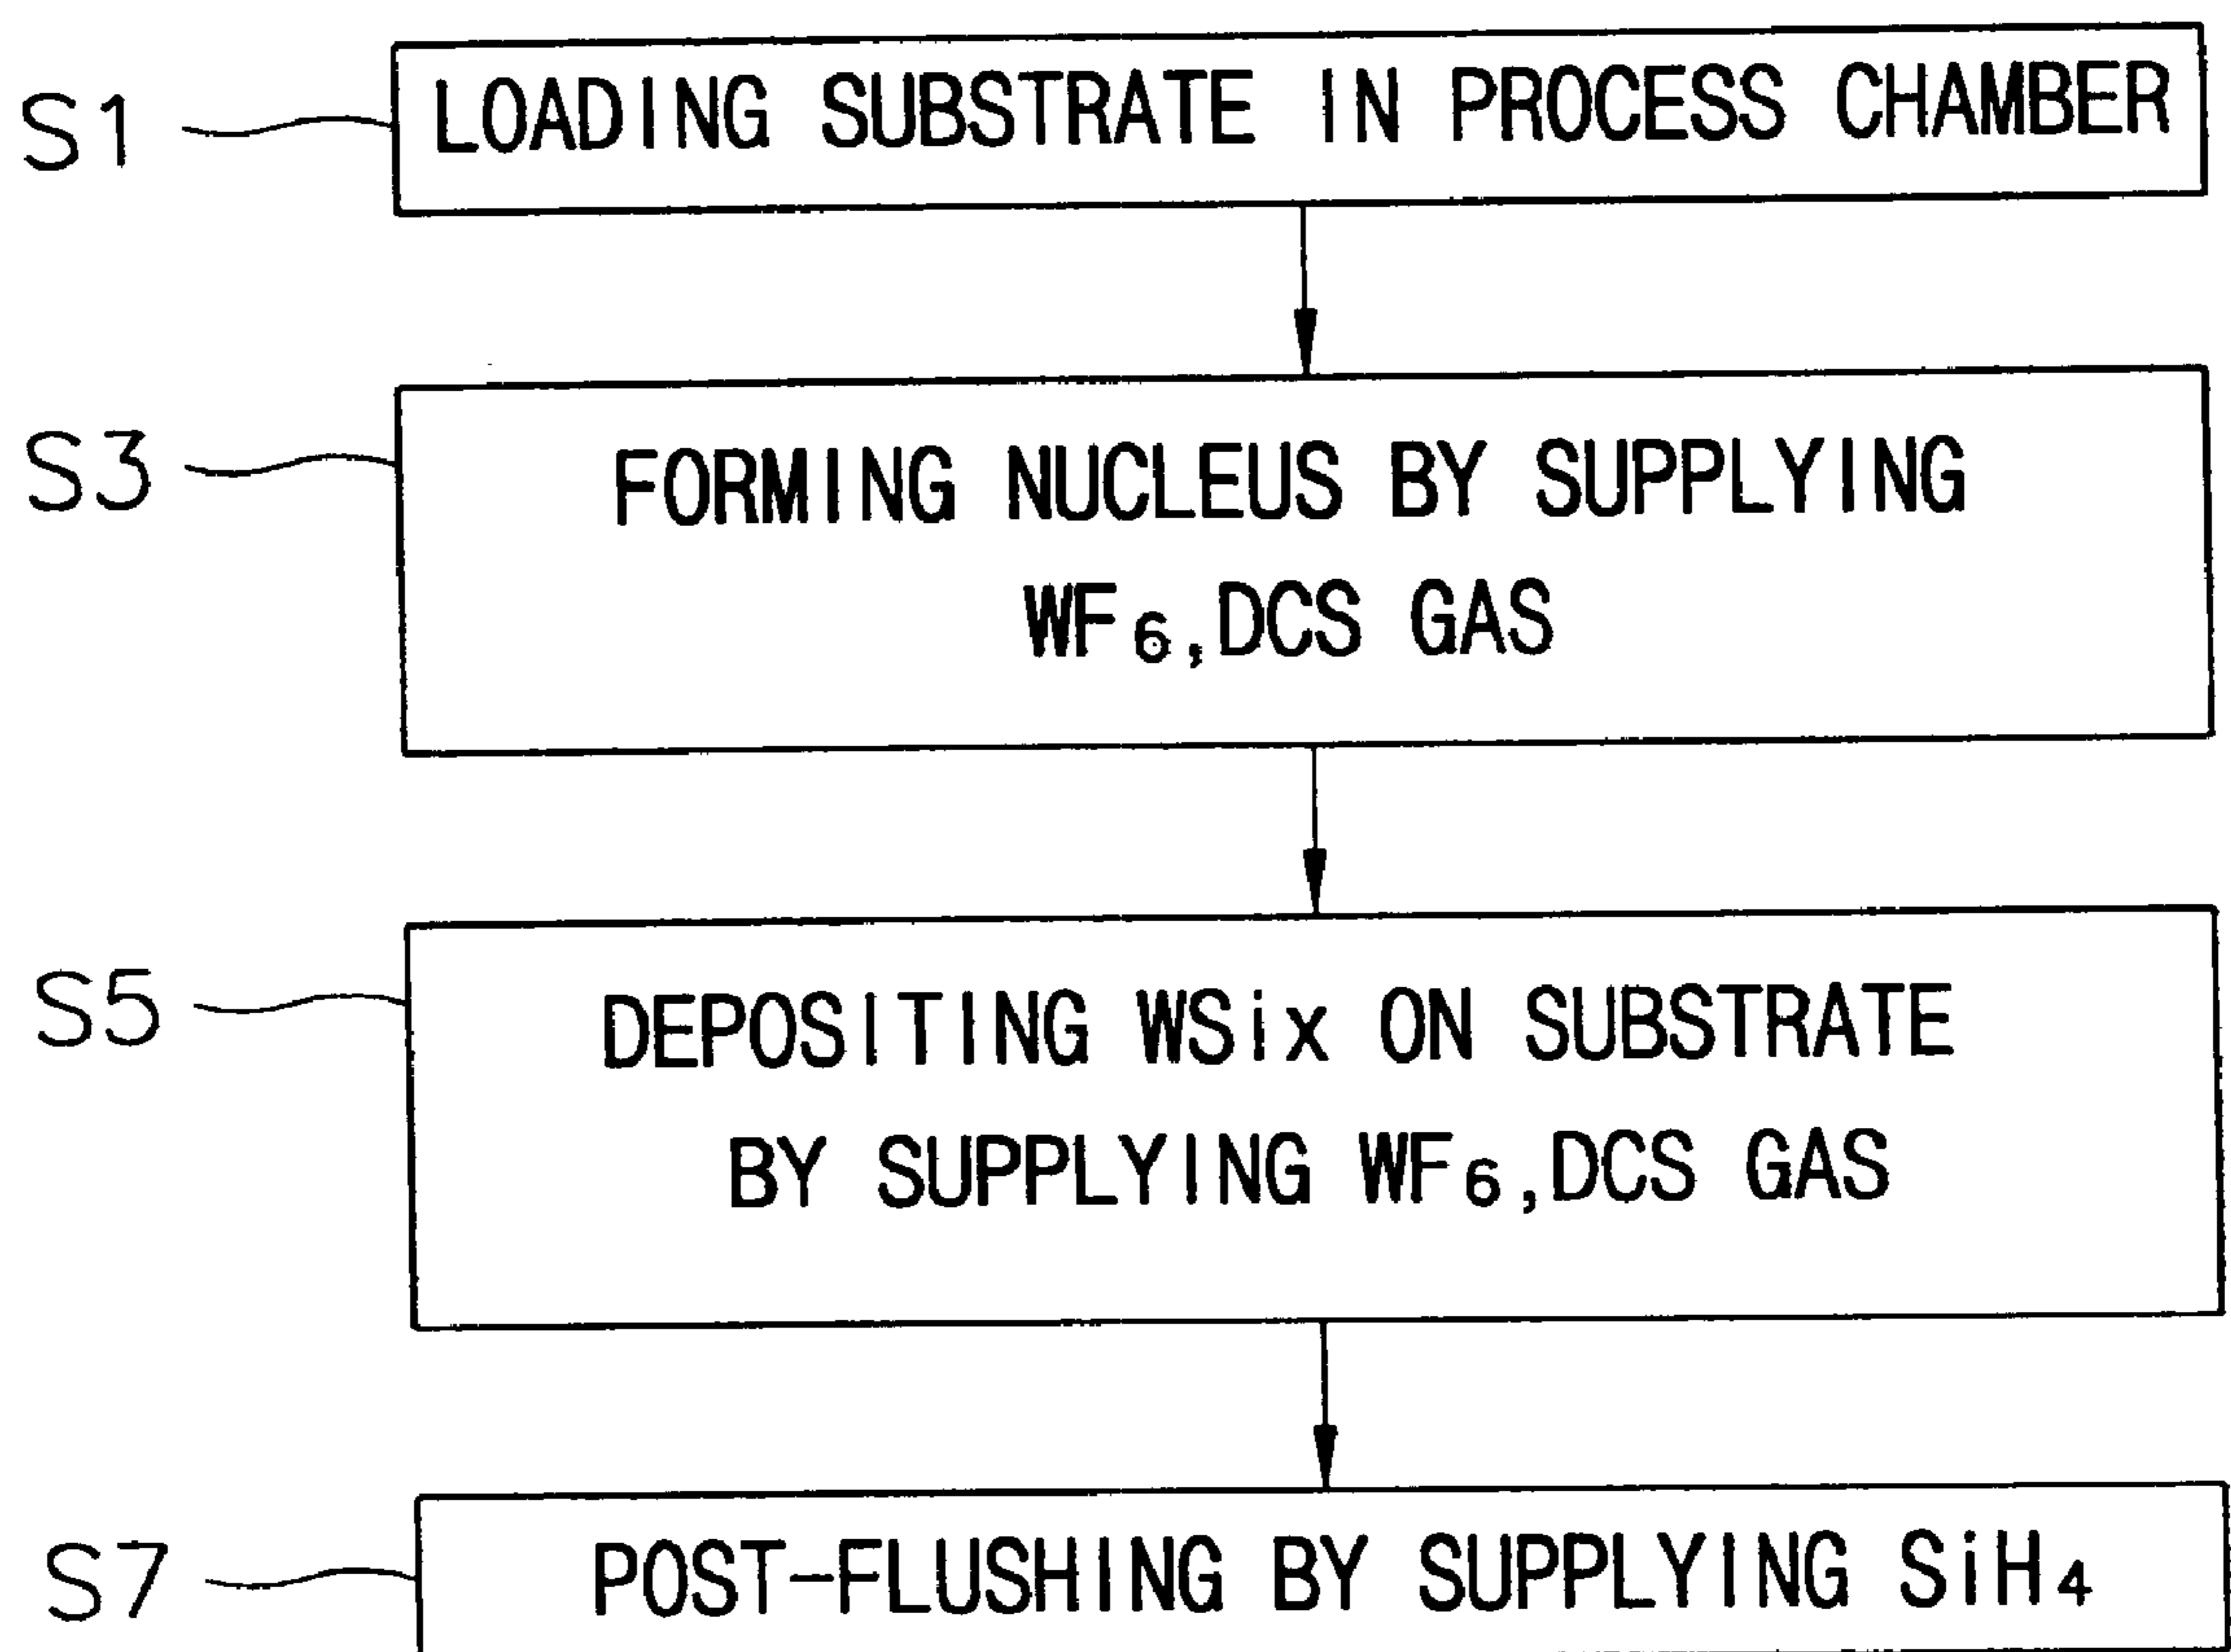 S1
LOADING SUBSTRATE IN PROCESS CHAMBER
S3
FORMING NUCLEUS BY SUPPLYING
WF₆,DCS GAS
S5
DEPOSITING WSix ON SUBSTRATE
BY SUPPLYING WF₆,DCS GAS
S7
POST-FLUSHING BY SUPPLYING SiH₄